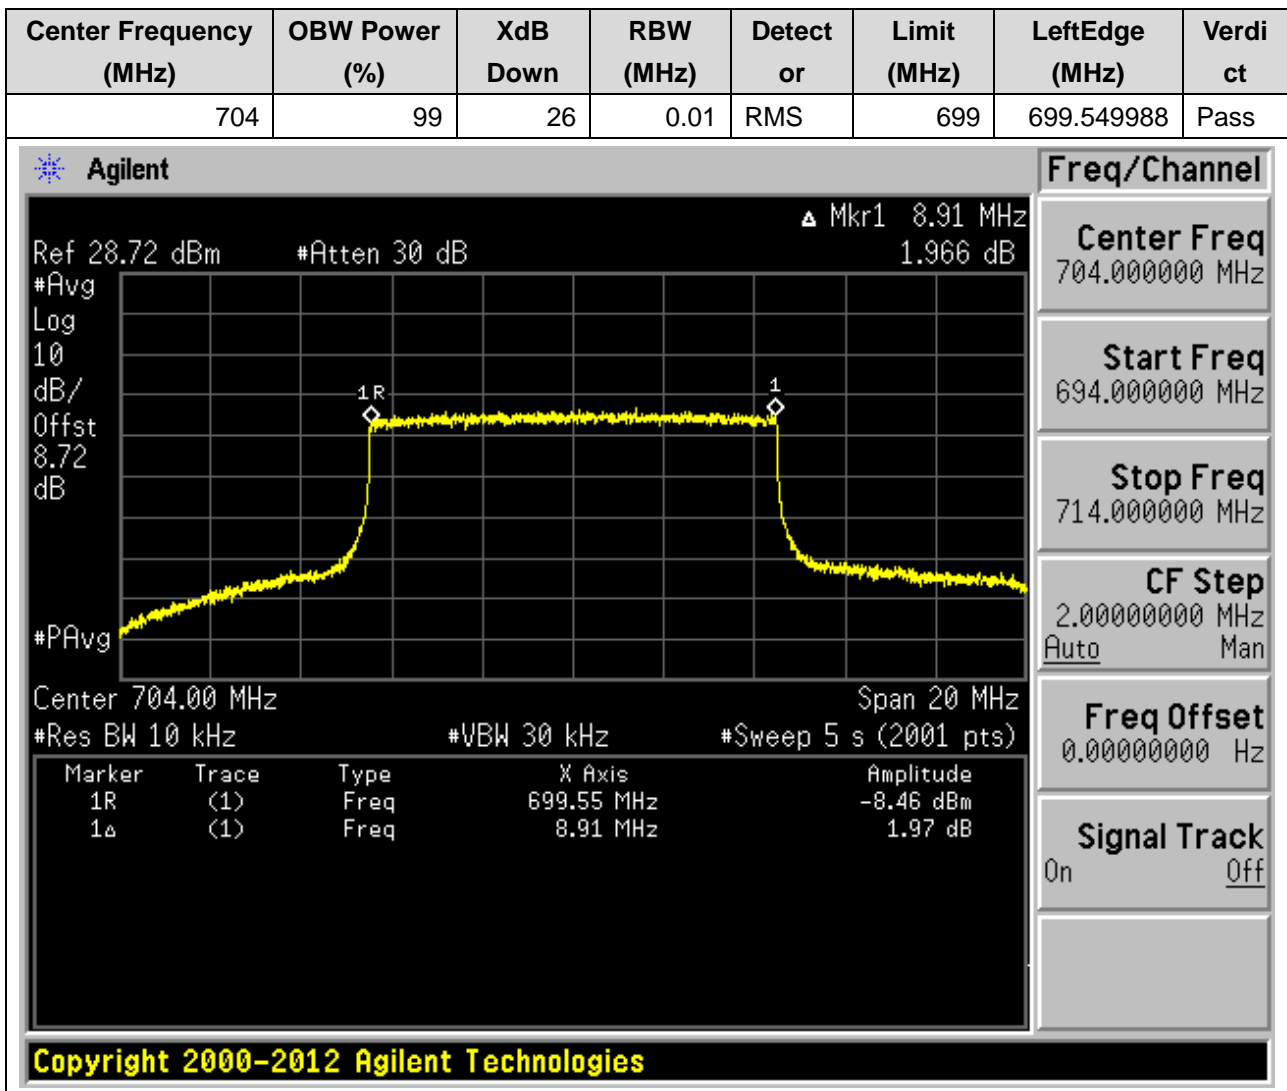 Center Frequency (MHz) OBW Power (%) XdB Down RBW (MHz) Detect or Limit (MHz) LeftEdge (MHz) Verdi ct
704 99 26 0.01 RMS 699 699.549988 Pass
Agilent
Freq/Channel
Δ Mkr1 8.91 MHz
Ref 28.72 dBm #Atten 30 dB 1.966 dB
#Avg
Log
10
dB/
Offst
8.72
dB
#PAvg
1R
1
Center 704.00 MHz Span 20 MHz
#Res BW 10 kHz #VBW 30 kHz #Sweep 5 s (2001 pts)
Marker Trace Type X Axis Amplitude
1R (1) Freq 699.55 MHz -8.46 dBm
1Δ (1) Freq 8.91 MHz 1.97 dB
Center Freq
704.000000 MHz
Start Freq
694.000000 MHz
Stop Freq
714.000000 MHz
CF Step
2.00000000 MHz
Auto Man
Freq Offset
0.00000000 Hz
Signal Track
On Off
Copyright 2000-2012 Agilent Technologies